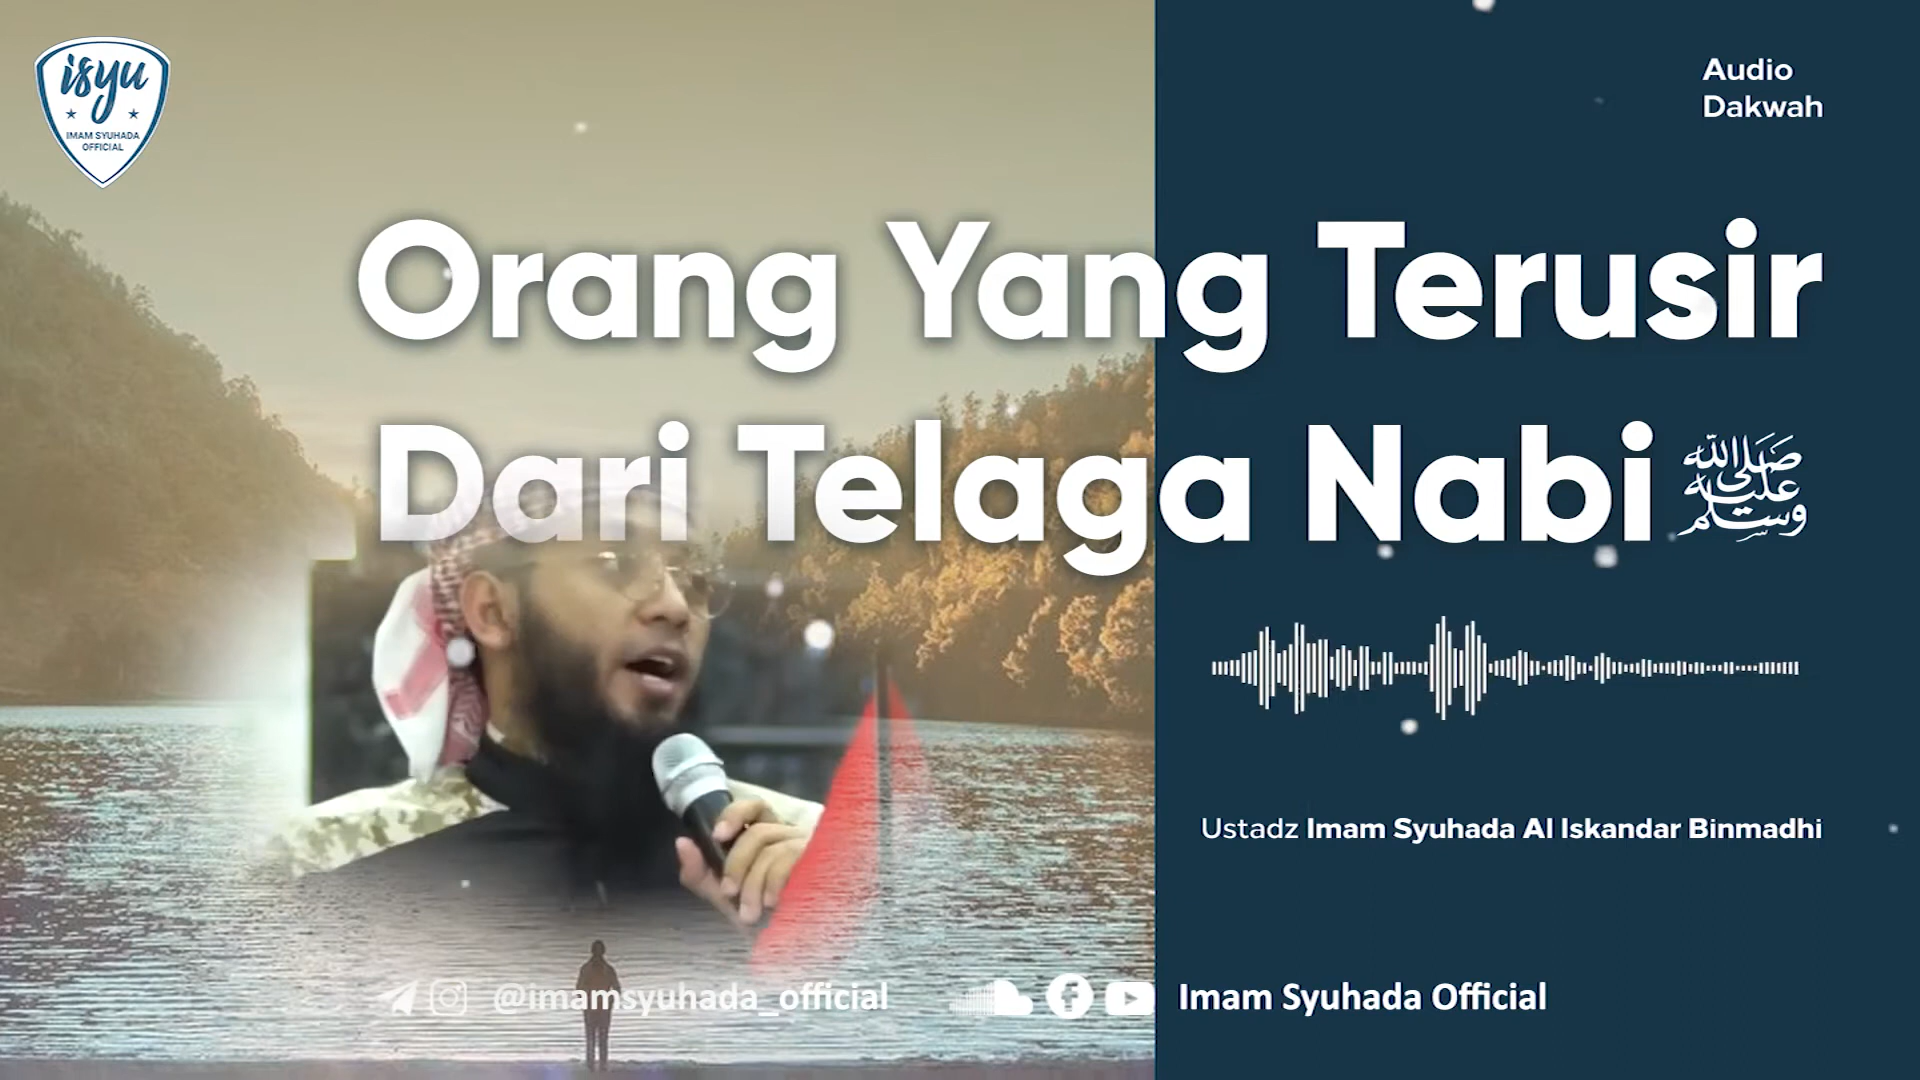 isyu
IMAM SYUHADA
OFFICIAL
Audio
Dakwah
Orang Yang Terusir
Dari Telaga Nabi ﷺ
Ustadz Imam Syuhada Al Iskandar Binmadhi
@imamsyuhada_official
Imam Syuhada Official